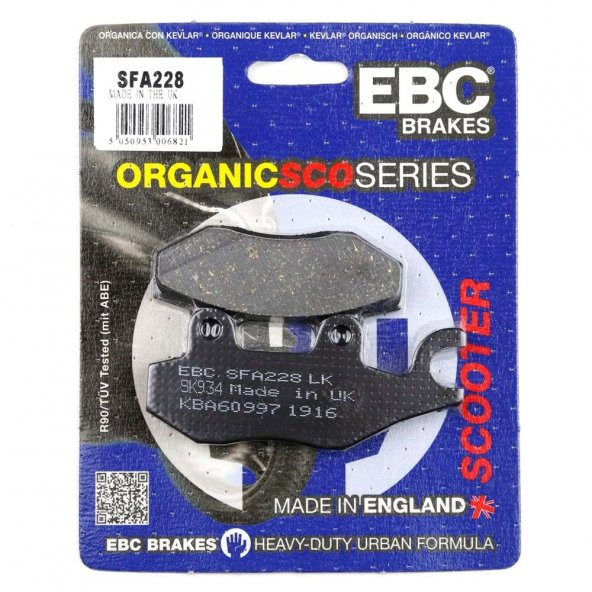 ORGANICA CON KEVLAR® - ORGANIQUE, KEVLAR® - KEVLAR ORGANISCH - ORGÁNICO, KEVLAR®
SFA228
MADE IN THE UK
5 050953 006821
EBC
BRAKES
ORGANICSCOSERIES
EBC SFA228 LK
9K934 Made in UK
KBA60997 1916
R90/TÜV Tested (mit ABE)
SCOOTER
MADE IN ENGLAND
EBC BRAKES HEAVY-DUTY URBAN FORMULA